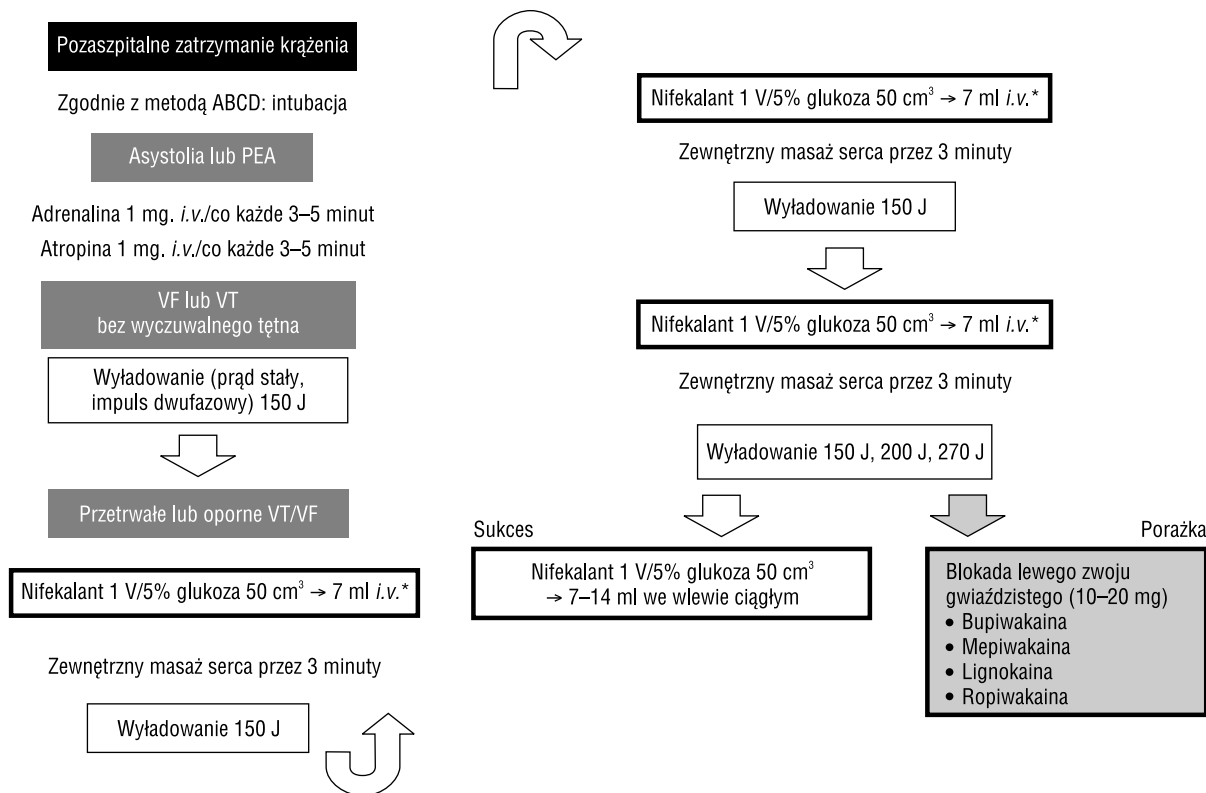 Pozaszpitalne zatrzymanie krążenia
Zgodnie z metodą ABCD: intubacja
Asystolia lub PEA
Adrenalina 1 mg. i.v./co każde 3–5 minut
Atropina 1 mg. i.v./co każde 3–5 minut
VF lub VT
bez wyczuwalnego tętna
Wyładowanie (prąd stały,
impuls dwufazowy) 150 J
Przetrwałe lub oporne VT/VF
Nifekalant 1 V/5% glukoza 50 cm³ → 7 ml i.v.*
Zewnętrzny masaż serca przez 3 minuty
Wyładowanie 150 J
Nifekalant 1 V/5% glukoza 50 cm³ → 7 ml i.v.*
Zewnętrzny masaż serca przez 3 minuty
Wyładowanie 150 J
Nifekalant 1 V/5% glukoza 50 cm³ → 7 ml i.v.*
Zewnętrzny masaż serca przez 3 minuty
Wyładowanie 150 J, 200 J, 270 J
Sukces
Nifekalant 1 V/5% glukoza 50 cm³
→ 7–14 ml we wlewie ciągłym
Porażka
Blokada lewego zwoju
gwiaździstego (10–20 mg)
• Bupiwakaina
• Mepiwakaina
• Lignokaina
• Ropiwakaina